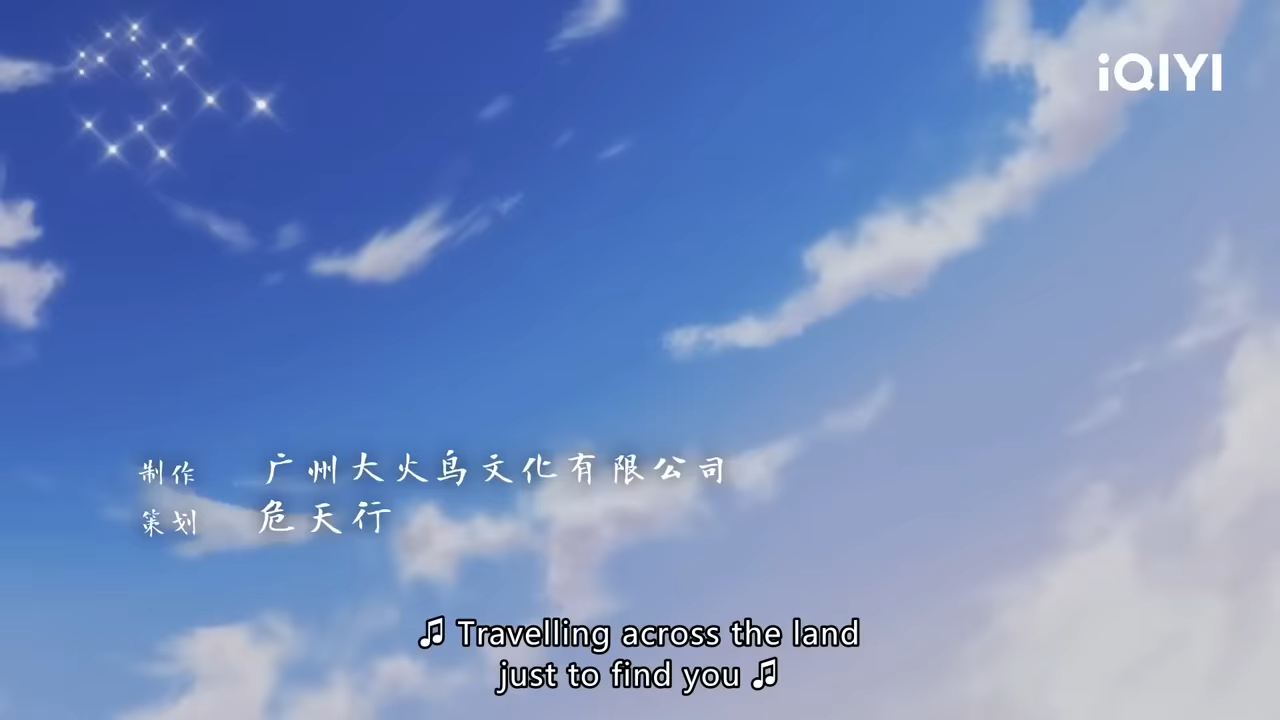 iQIYI
制作 广州大火鸟文化有限公司
策划 危天行
♫ Travelling across the land
just to find you ♫